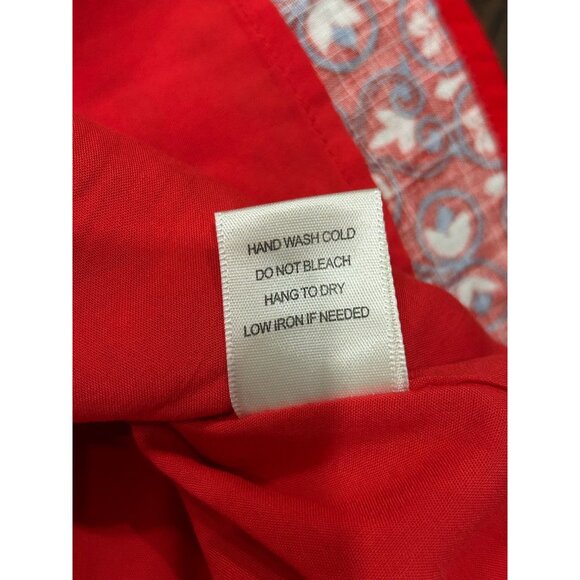 HAND WASH COLD
DO NOT BLEACH
HANG TO DRY
LOW IRON IF NEEDED